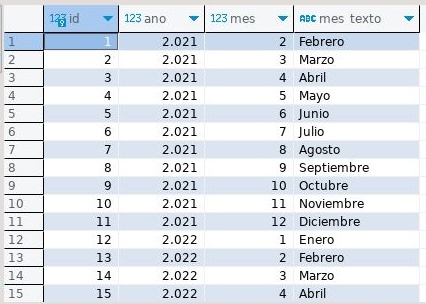 123 id 123 ano 123 mes ABC mes_texto
1 1 2.021 2 Febrero
2 2 2.021 3 Marzo
3 3 2.021 4 Abril
4 4 2.021 5 Mayo
5 5 2.021 6 Junio
6 6 2.021 7 Julio
7 7 2.021 8 Agosto
8 8 2.021 9 Septiembre
9 9 2.021 10 Octubre
10 10 2.021 11 Noviembre
11 11 2.021 12 Diciembre
12 12 2.022 1 Enero
13 13 2.022 2 Febrero
14 14 2.022 3 Marzo
15 15 2.022 4 Abril